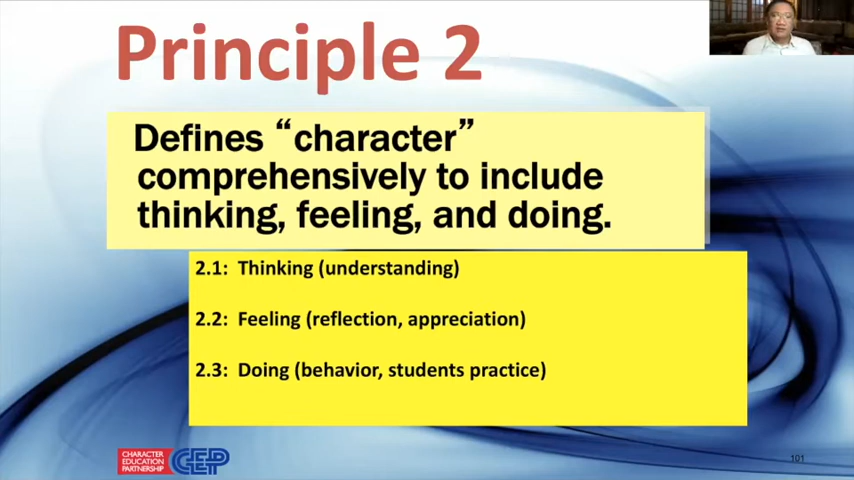 Principle 2
Defines “character”
comprehensively to include
thinking, feeling, and doing.
2.1: Thinking (understanding)
2.2: Feeling (reflection, appreciation)
2.3: Doing (behavior, students practice)
CHARACTER
EDUCATION
PARTNERSHIP
CEP
101